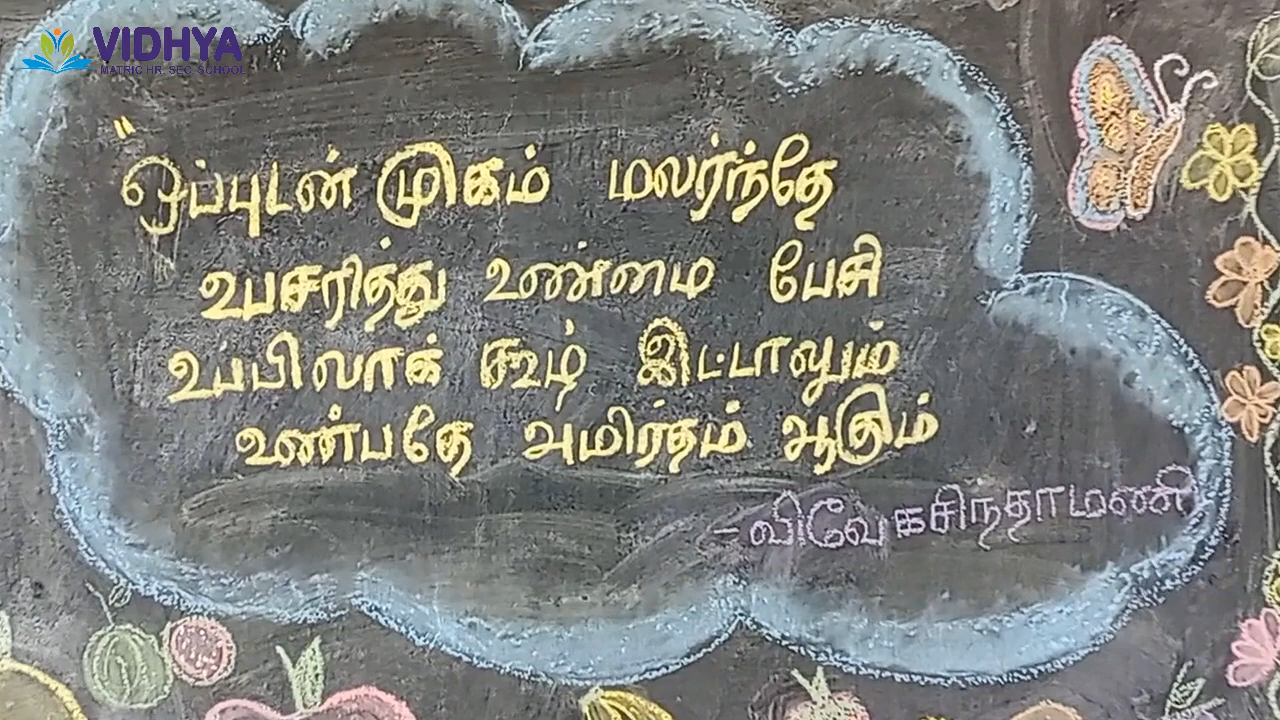 VIDHYA
MATRIC HR. SEC. SCHOOL
"ஒப்புடன் முகம் மலர்ந்தே
உபசரித்து உண்மை பேசி
உப்பிலாக் கூழ் இட்டாலும்
உண்பதே அமிர்தம் ஆகும்
- விவேகசிந்தாமணி